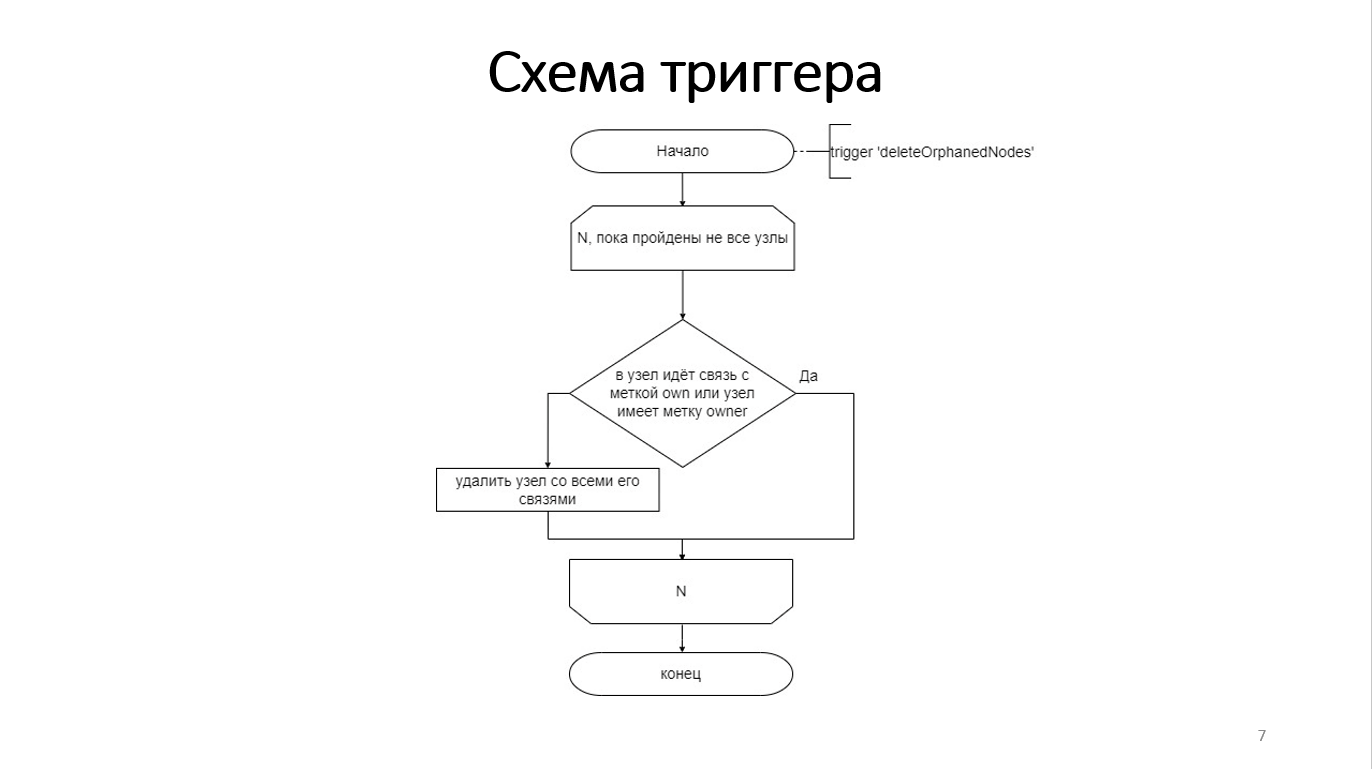 Схема триггера
Начало
trigger 'deleteOrphanedNodes'
N, пока пройдены не все узлы
в узел идёт связь с
меткой own или узел
имеет метку owner
Да
удалить узел со всеми его
связями
N
конец
7